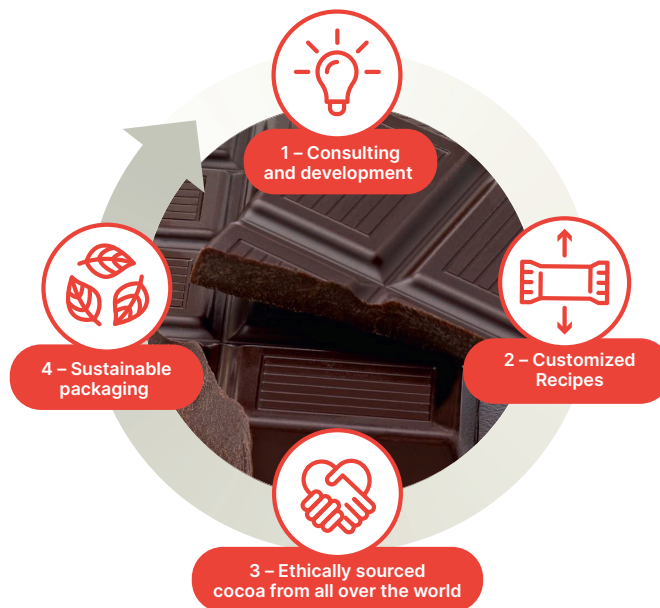 1 – Consulting
and development
2 – Customized
Recipes
3 – Ethically sourced
cocoa from all over the world
4 – Sustainable
packaging